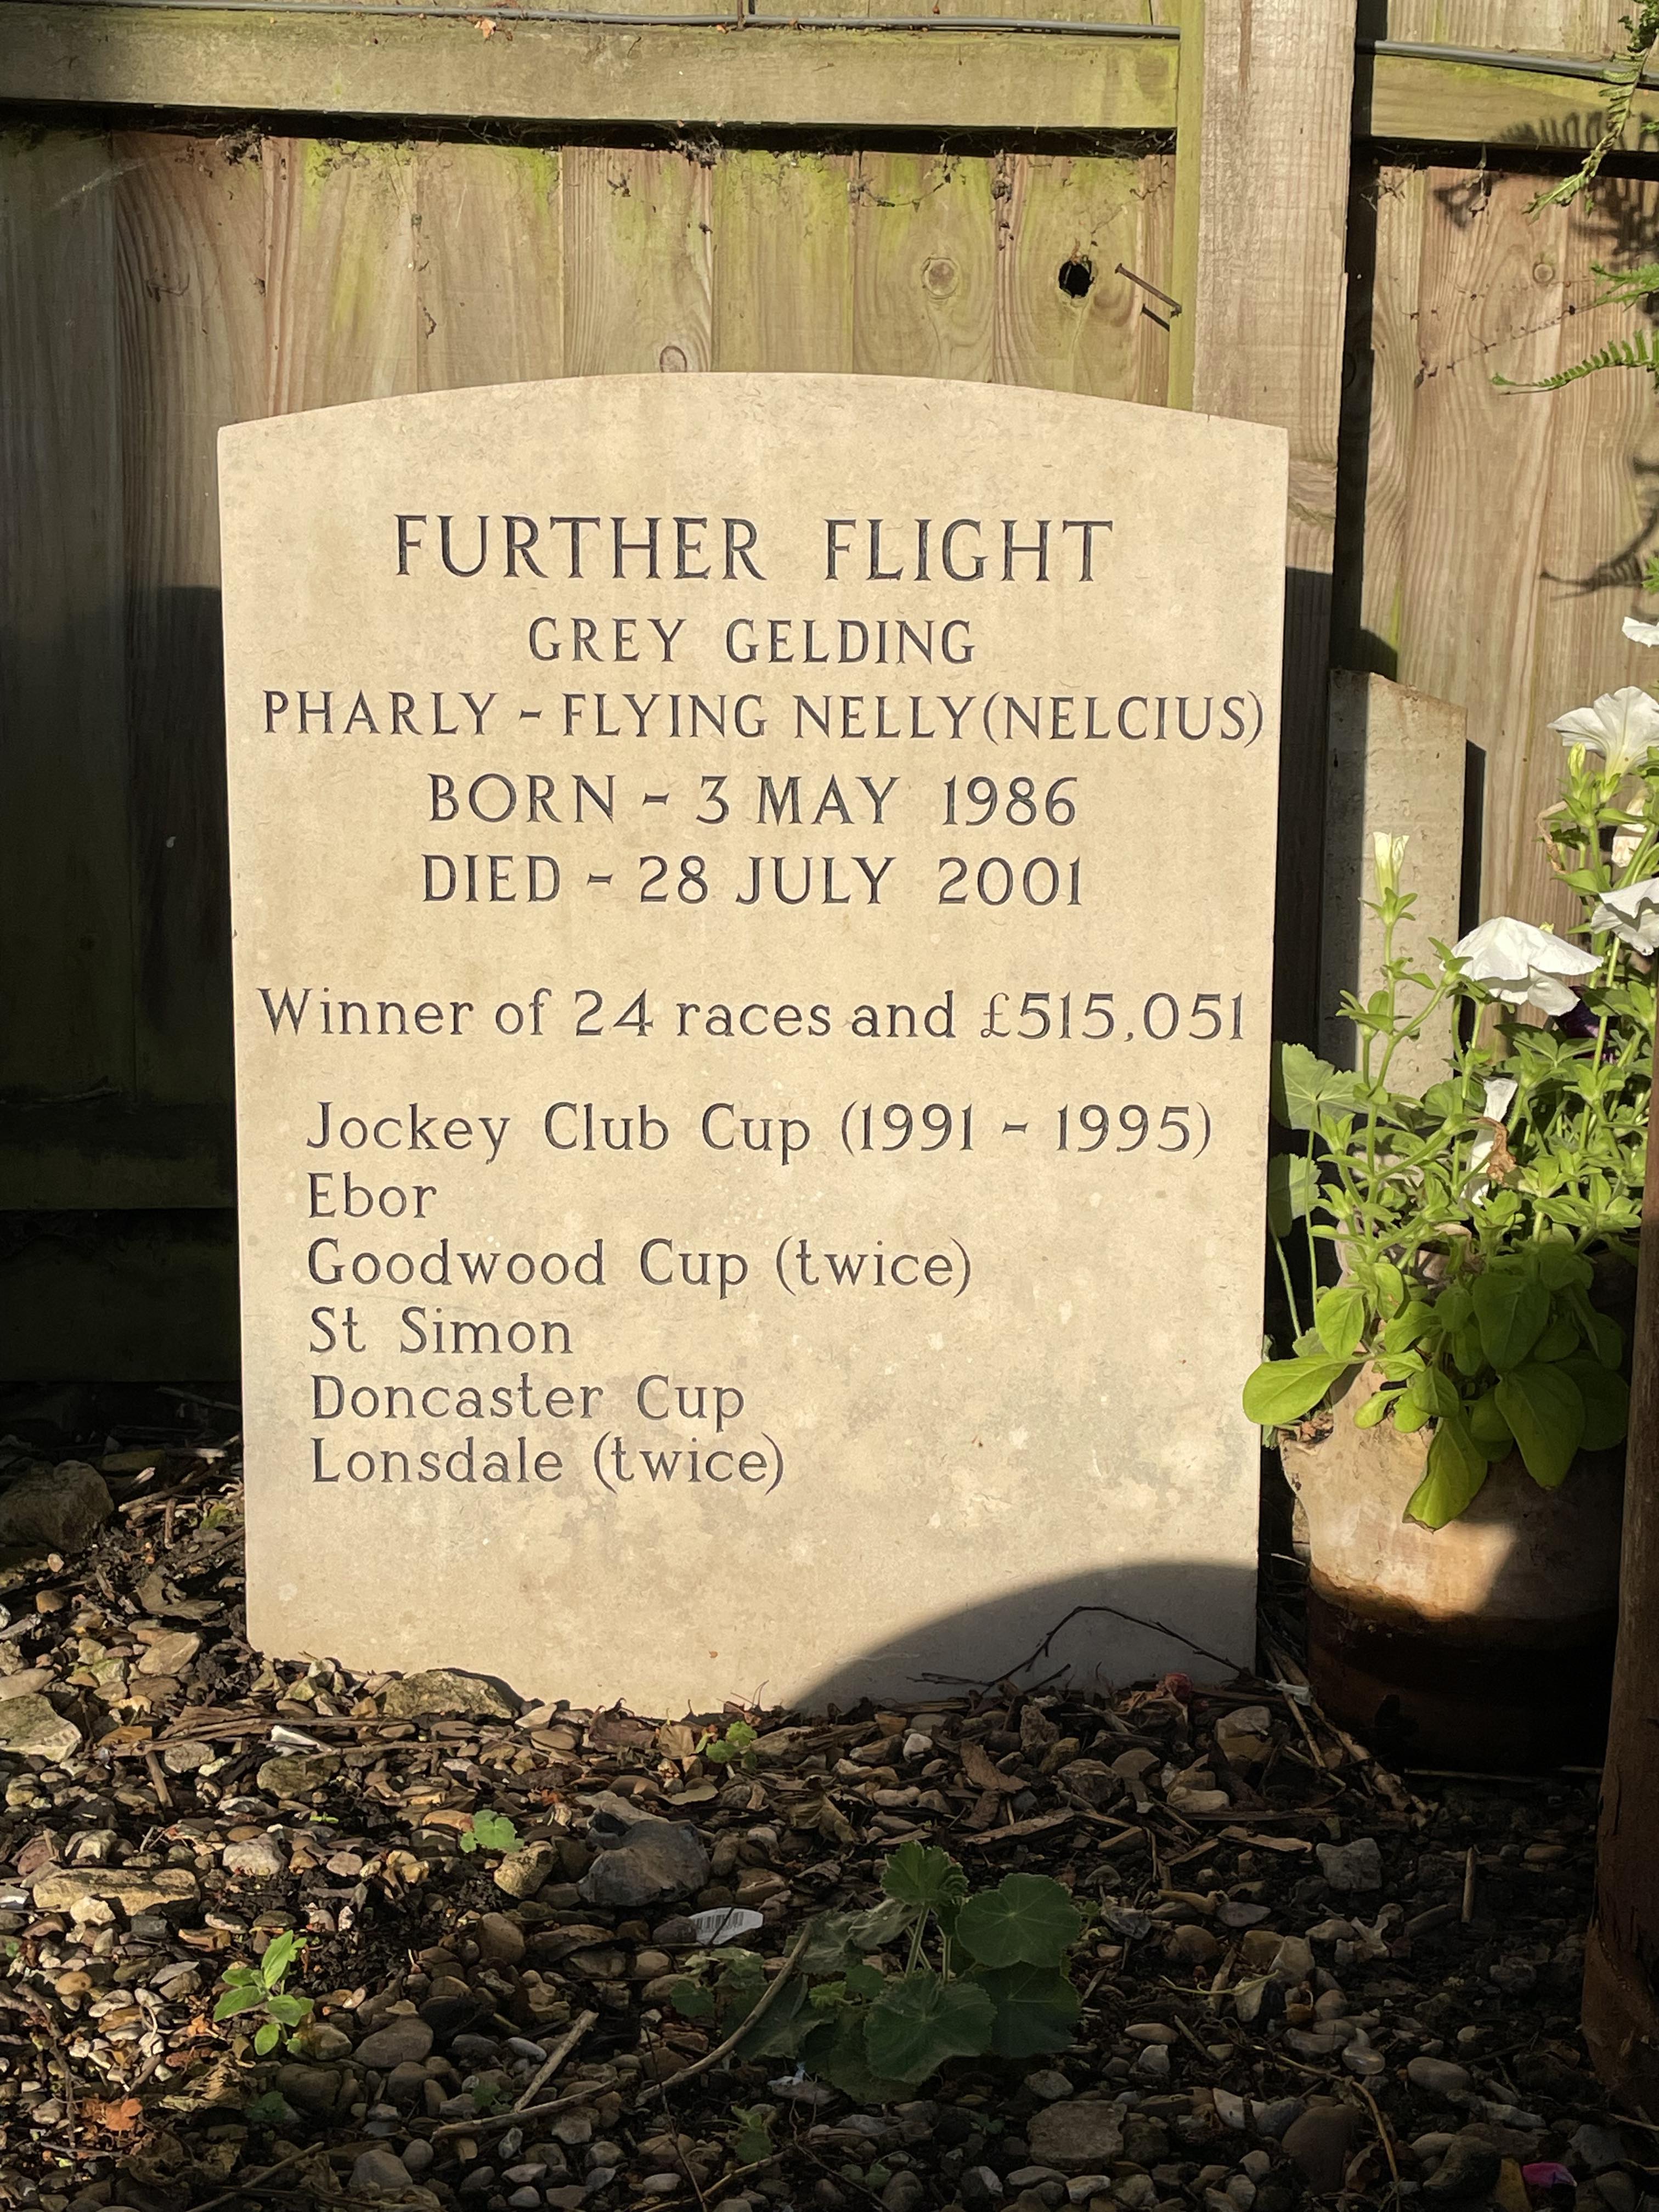 FURTHER FLIGHT
GREY GELDING
PHARLY - FLYING NELLY (NELCIUS)
BORN - 3 MAY 1986
DIED - 28 JULY 2001
Winner of 24 races and £515,051
Jockey Club Cup (1991 - 1995)
Ebor
Goodwood Cup (twice)
St Simon
Doncaster Cup
Lonsdale (twice)